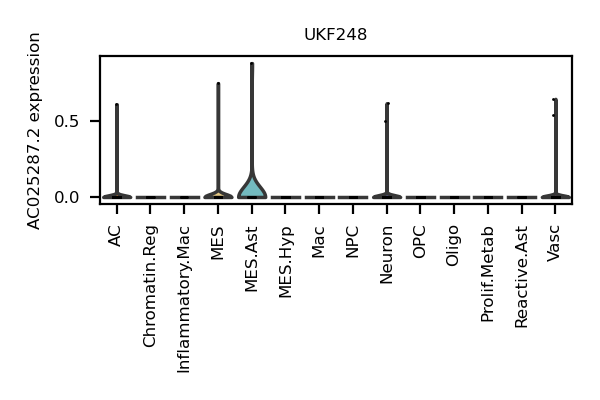 UKF248
AC025287.2 expression
0.5
0.0
AC
Chromatin.Reg
Inflammatory.Mac
MES
MES.Ast
MES.Hyp
Mac
NPC
Neuron
OPC
Oligo
Prolif.Metab
Reactive.Ast
Vasc